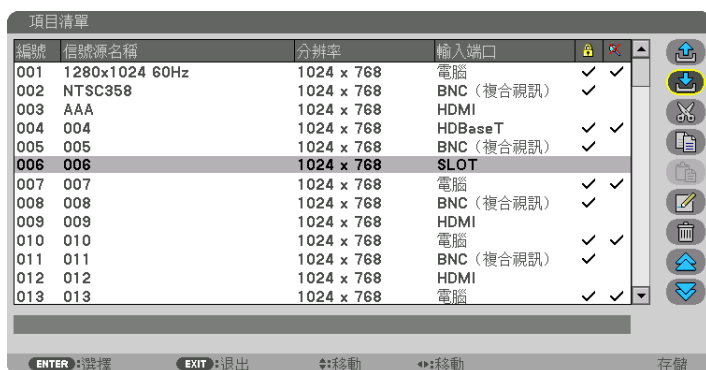 項目清單
編號 信號源名稱 分辨率 輸入端口
001 1280x1024 60Hz 1024 x 768 電腦 ✓ ✓
002 NTSC358 1024 x 768 BNC（複合視訊） ✓
003 AAA 1024 x 768 HDMI
004 004 1024 x 768 HDBaseT ✓ ✓
005 005 1024 x 768 BNC（複合視訊） ✓
006 006 1024 x 768 SLOT
007 007 1024 x 768 電腦 ✓ ✓
008 008 1024 x 768 BNC（複合視訊） ✓
009 009 1024 x 768 HDMI
010 010 1024 x 768 電腦 ✓ ✓
011 011 1024 x 768 BNC（複合視訊） ✓
012 012 1024 x 768 HDMI
013 013 1024 x 768 電腦 ✓ ✓
ENTER:選擇 EXIT:退出 :移動 :移動 存儲